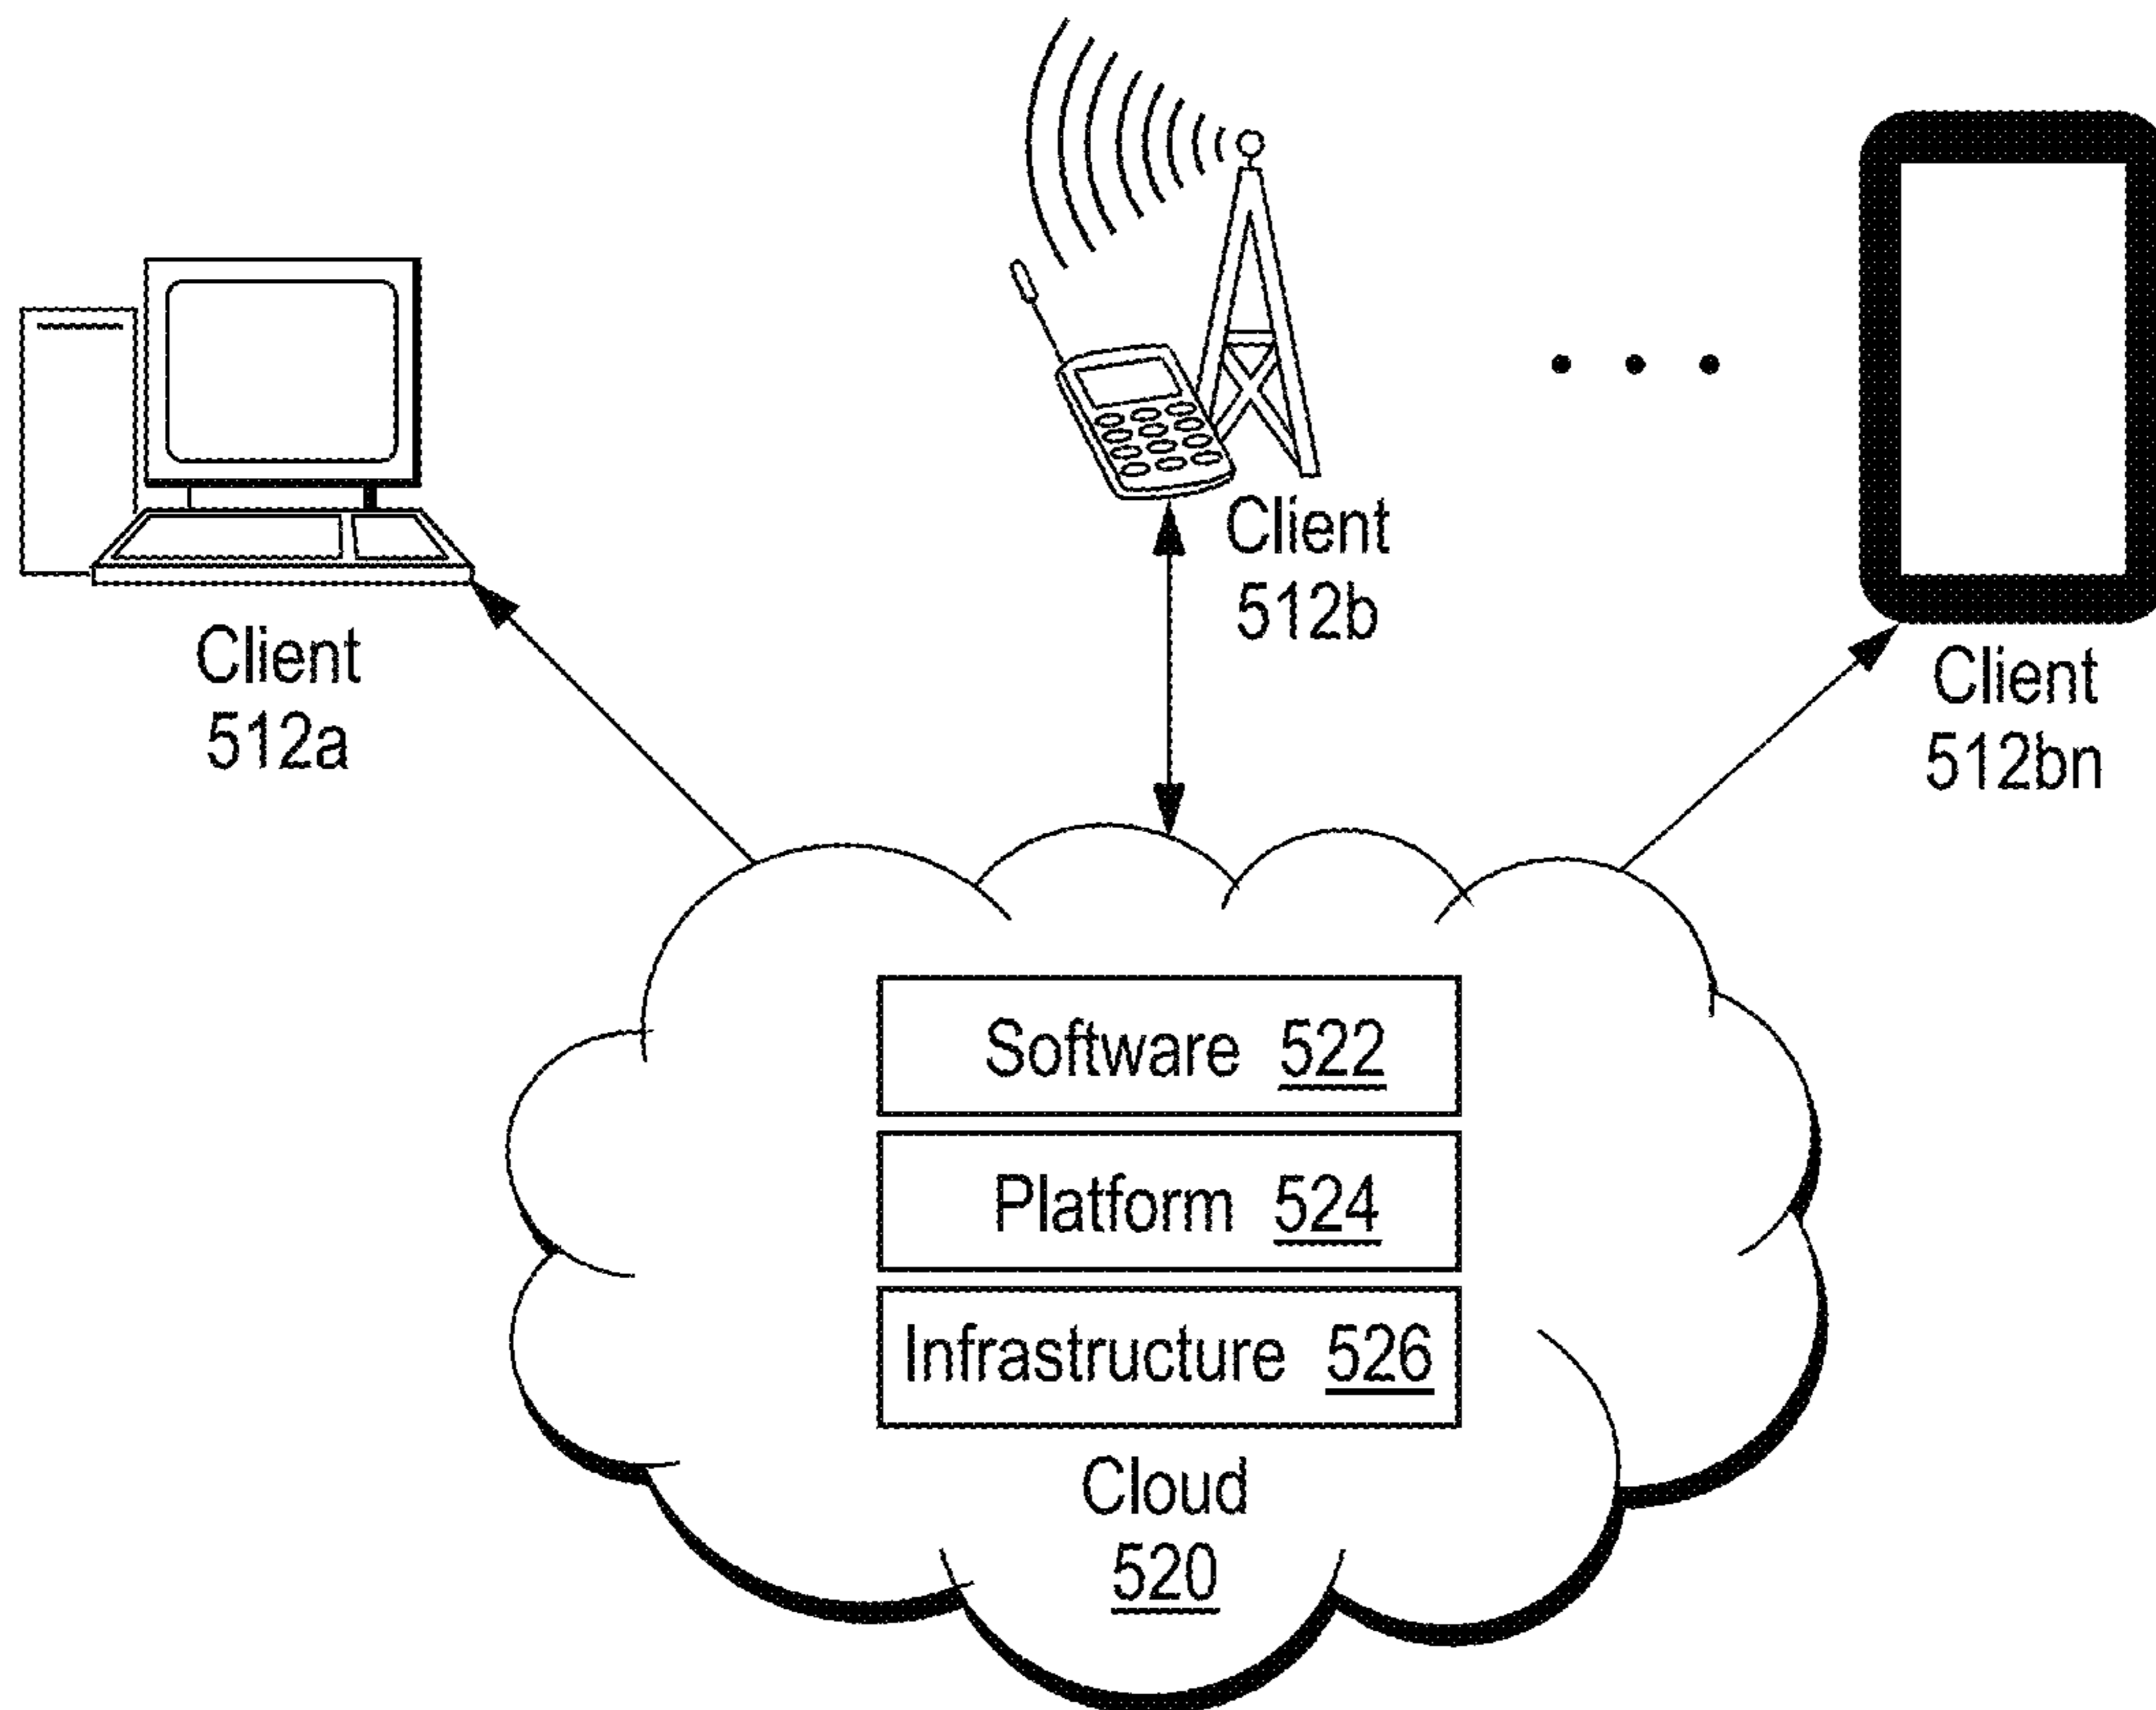 Client
512a
Client
512b
Client
512bn
Software 522
Platform 524
Infrastructure 526
Cloud
520